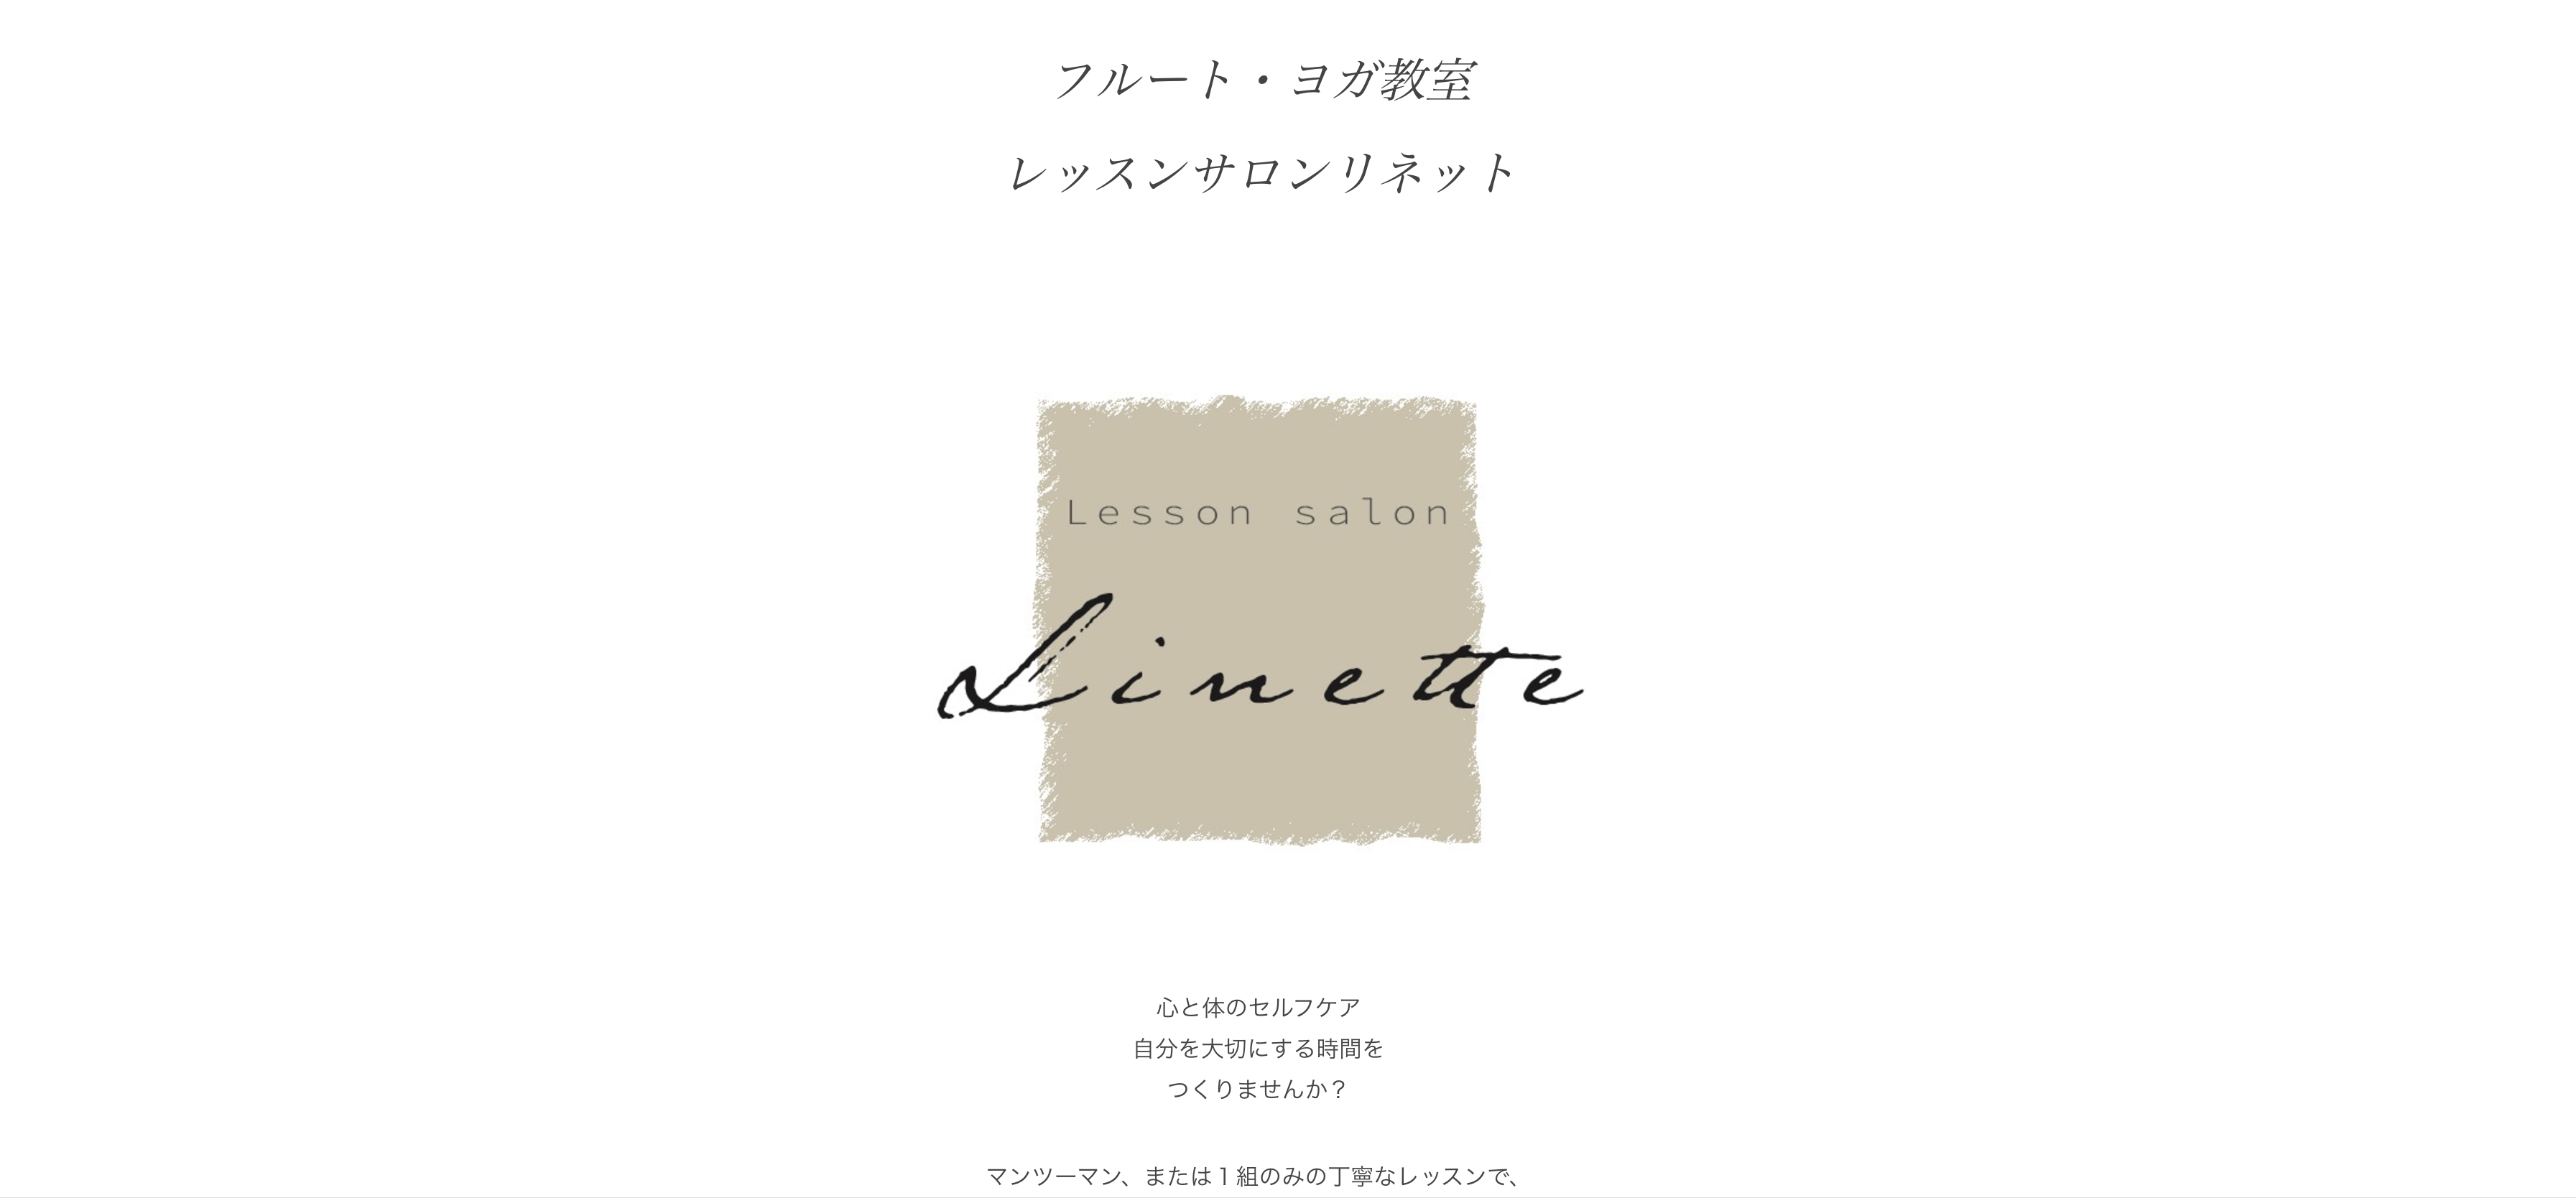 フルート・ヨガ教室
レッスンサロンリネット
Lesson salon
Linette
心と体のセルフケア
自分を大切にする時間を
つくりませんか？
マンツーマン、または１組のみの丁寧なレッスンで、